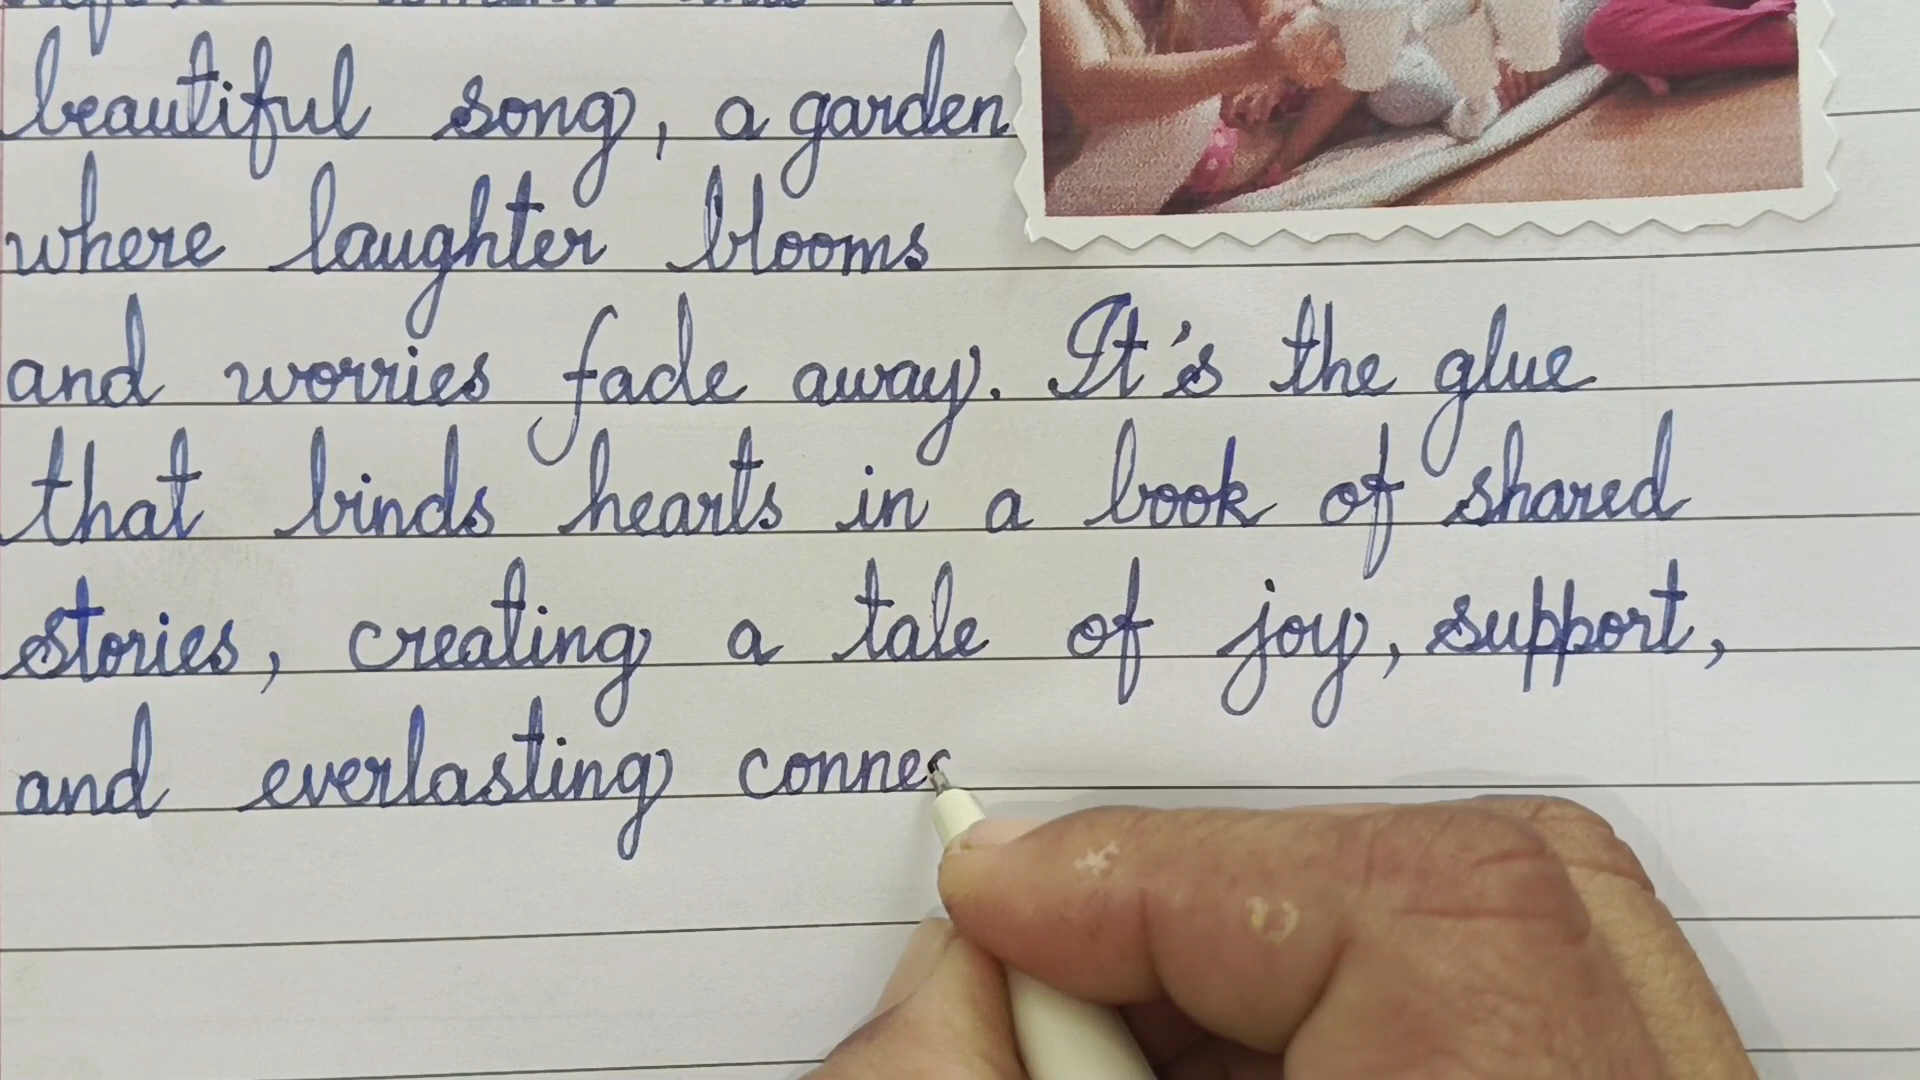 beautiful song, a garden
where laughter blooms
and worries fade away. It's the glue
that binds hearts in a book of shared
stories, creating a tale of joy, support,
and everlasting connec